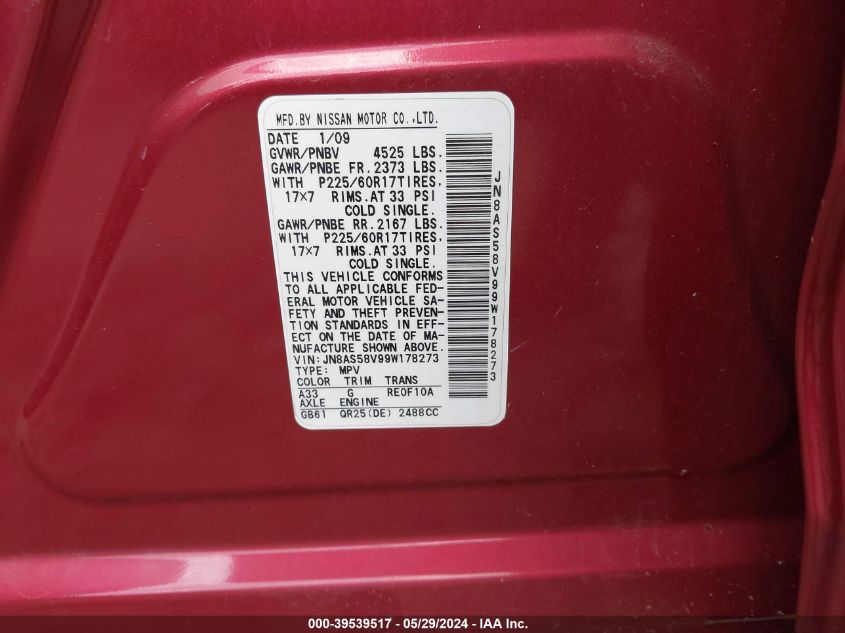 MFD.BY NISSAN MOTOR CO.,LTD.
DATE 1/09
GVWR/PNBV 4525 LBS.
GAWR/PNBE FR. 2373 LBS.
WITH P225/60R17TIRES,
17×7 RIMS.AT 33 PSI
COLD SINGLE.
GAWR/PNBE RR. 2167 LBS.
WITH P225/60R17TIRES,
17×7 RIMS.AT 33 PSI
COLD SINGLE.
THIS VEHICLE CONFORMS
TO ALL APPLICABLE FED-
ERAL MOTOR VEHICLE SA-
FETY AND THEFT PREVEN-
TION STANDARDS IN EFF-
ECT ON THE DATE OF MA-
NUFACTURE SHOWN ABOVE.
VIN:JN8AS58V99W178273
TYPE: MPV
COLOR TRIM TRANS
A33 G RE0F10A
AXLE ENGINE
GB61 QR25(DE) 2488CC
JN8AS58V99W178273
000-39539517 - 05/29/2024 - IAA Inc.